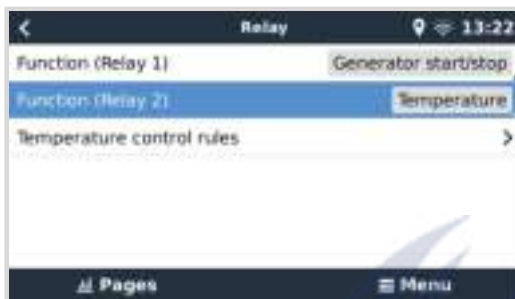 Relay 13:22
Function (Relay 1) Generator start/stop
Function (Relay 2) Temperature
Temperature control rules
Pages Menu